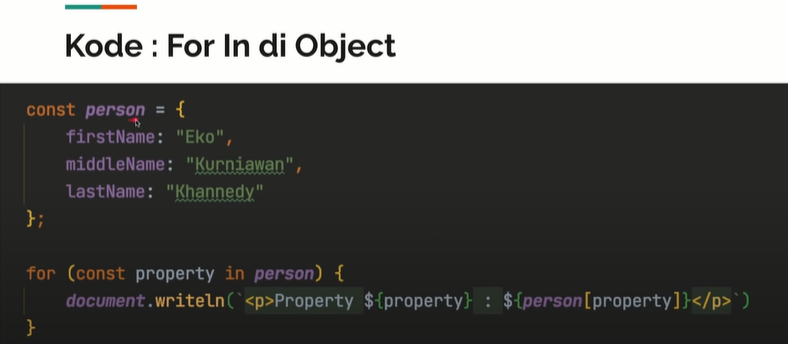 Kode : For In di Object
const person = {
    firstName: "Eko",
    middleName: "Kurniawan",
    lastName: "Khannedy"
};
for (const property in person) {
    document.writeln(`<p>Property ${property} : ${person[property]}</p>`)
}